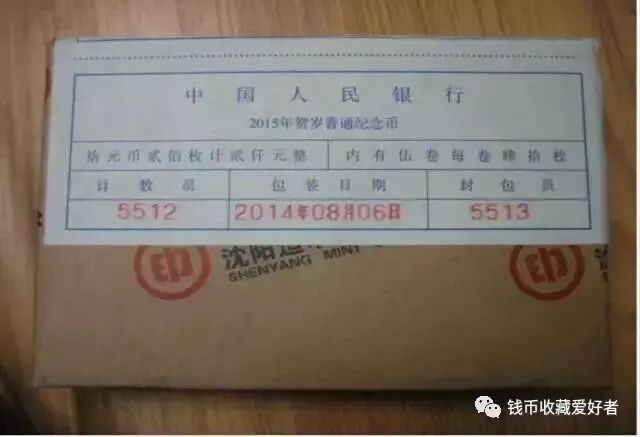 中国人民银行
2015年贺岁普通纪念币
拾元币贰佰枚计贰仟元整 内有伍卷每卷肆拾枚
计数员 包装日期 封包员
5512 2014年08月06日 5513
印 沈阳造 印
SHENYANG MINT SHEN
钱币收藏爱好者